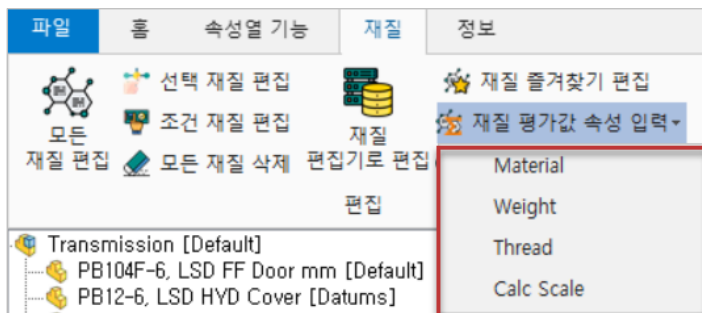 파일 홈 속성열 기능 재질 정보
모든
재질 편집
선택 재질 편집
조건 재질 편집
모든 재질 삭제
재질
편집기로 편집
재질 즐겨찾기 편집
재질 평가값 속성 입력
편집
Material
Weight
Thread
Calc Scale
Transmission [Default]
PB104F-6, LSD FF Door mm [Default]
PB12-6, LSD HYD Cover [Datums]